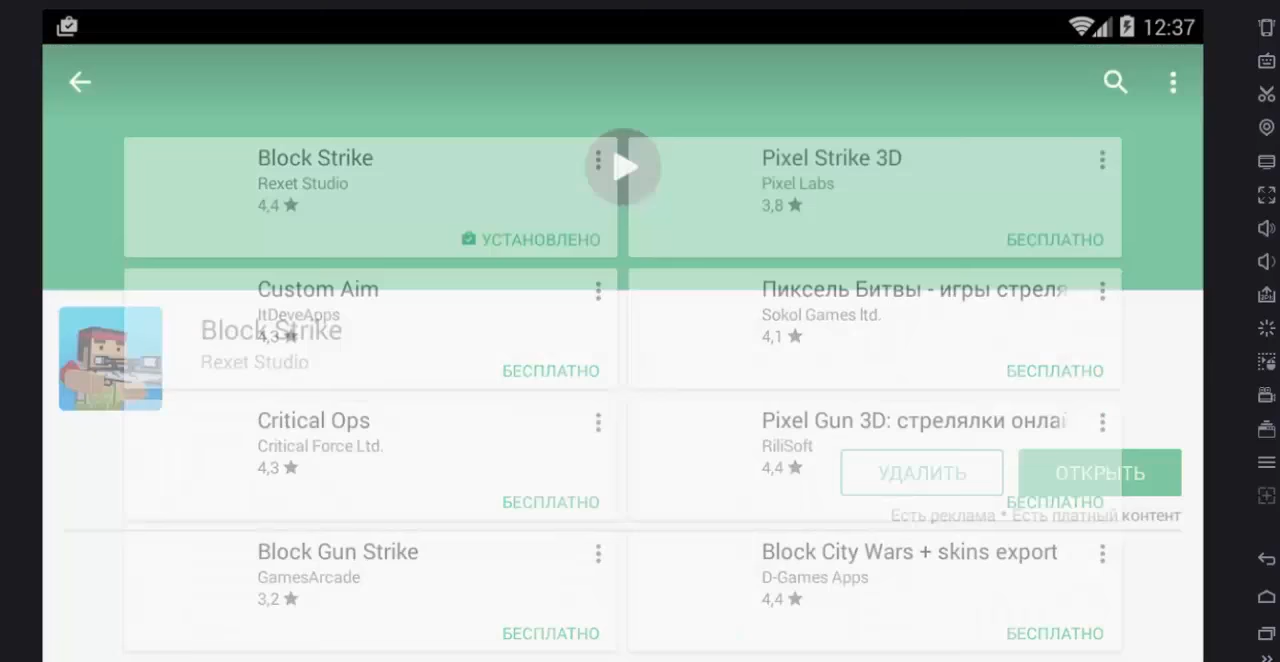 12:37
Block Strike
Rexet Studio
4,4
УСТАНОВЛЕНО
Pixel Strike 3D
Pixel Labs
3,8
БЕСПЛАТНО
Custom Aim
ItDeveApps
4,3
БЕСПЛАТНО
Пиксель Битвы - игры стреля
Sokol Games ltd.
4,1
БЕСПЛАТНО
Block Strike
Rexet Studio
Critical Ops
Critical Force Ltd.
4,3
БЕСПЛАТНО
Pixel Gun 3D: стрелялки онлай
RiliSoft
4,4
БЕСПЛАТНО
УДАЛИТЬ
ОТКРЫТЬ
Есть реклама * Есть платный контент
Block Gun Strike
GamesArcade
3,2
БЕСПЛАТНО
Block City Wars + skins export
D-Games Apps
4,4
БЕСПЛАТНО